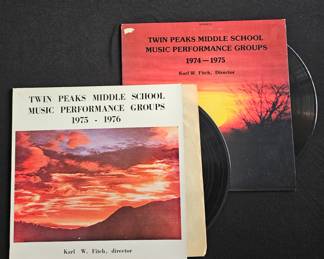 TWIN PEAKS MIDDLE SCHOOL
MUSIC PERFORMANCE GROUPS
1974—1975
Karl W. Fitch, Director
TWIN PEAKS MIDDLE SCHOOL
MUSIC PERFORMANCE GROUPS
1975 - 1976
Karl W. Fitch, director